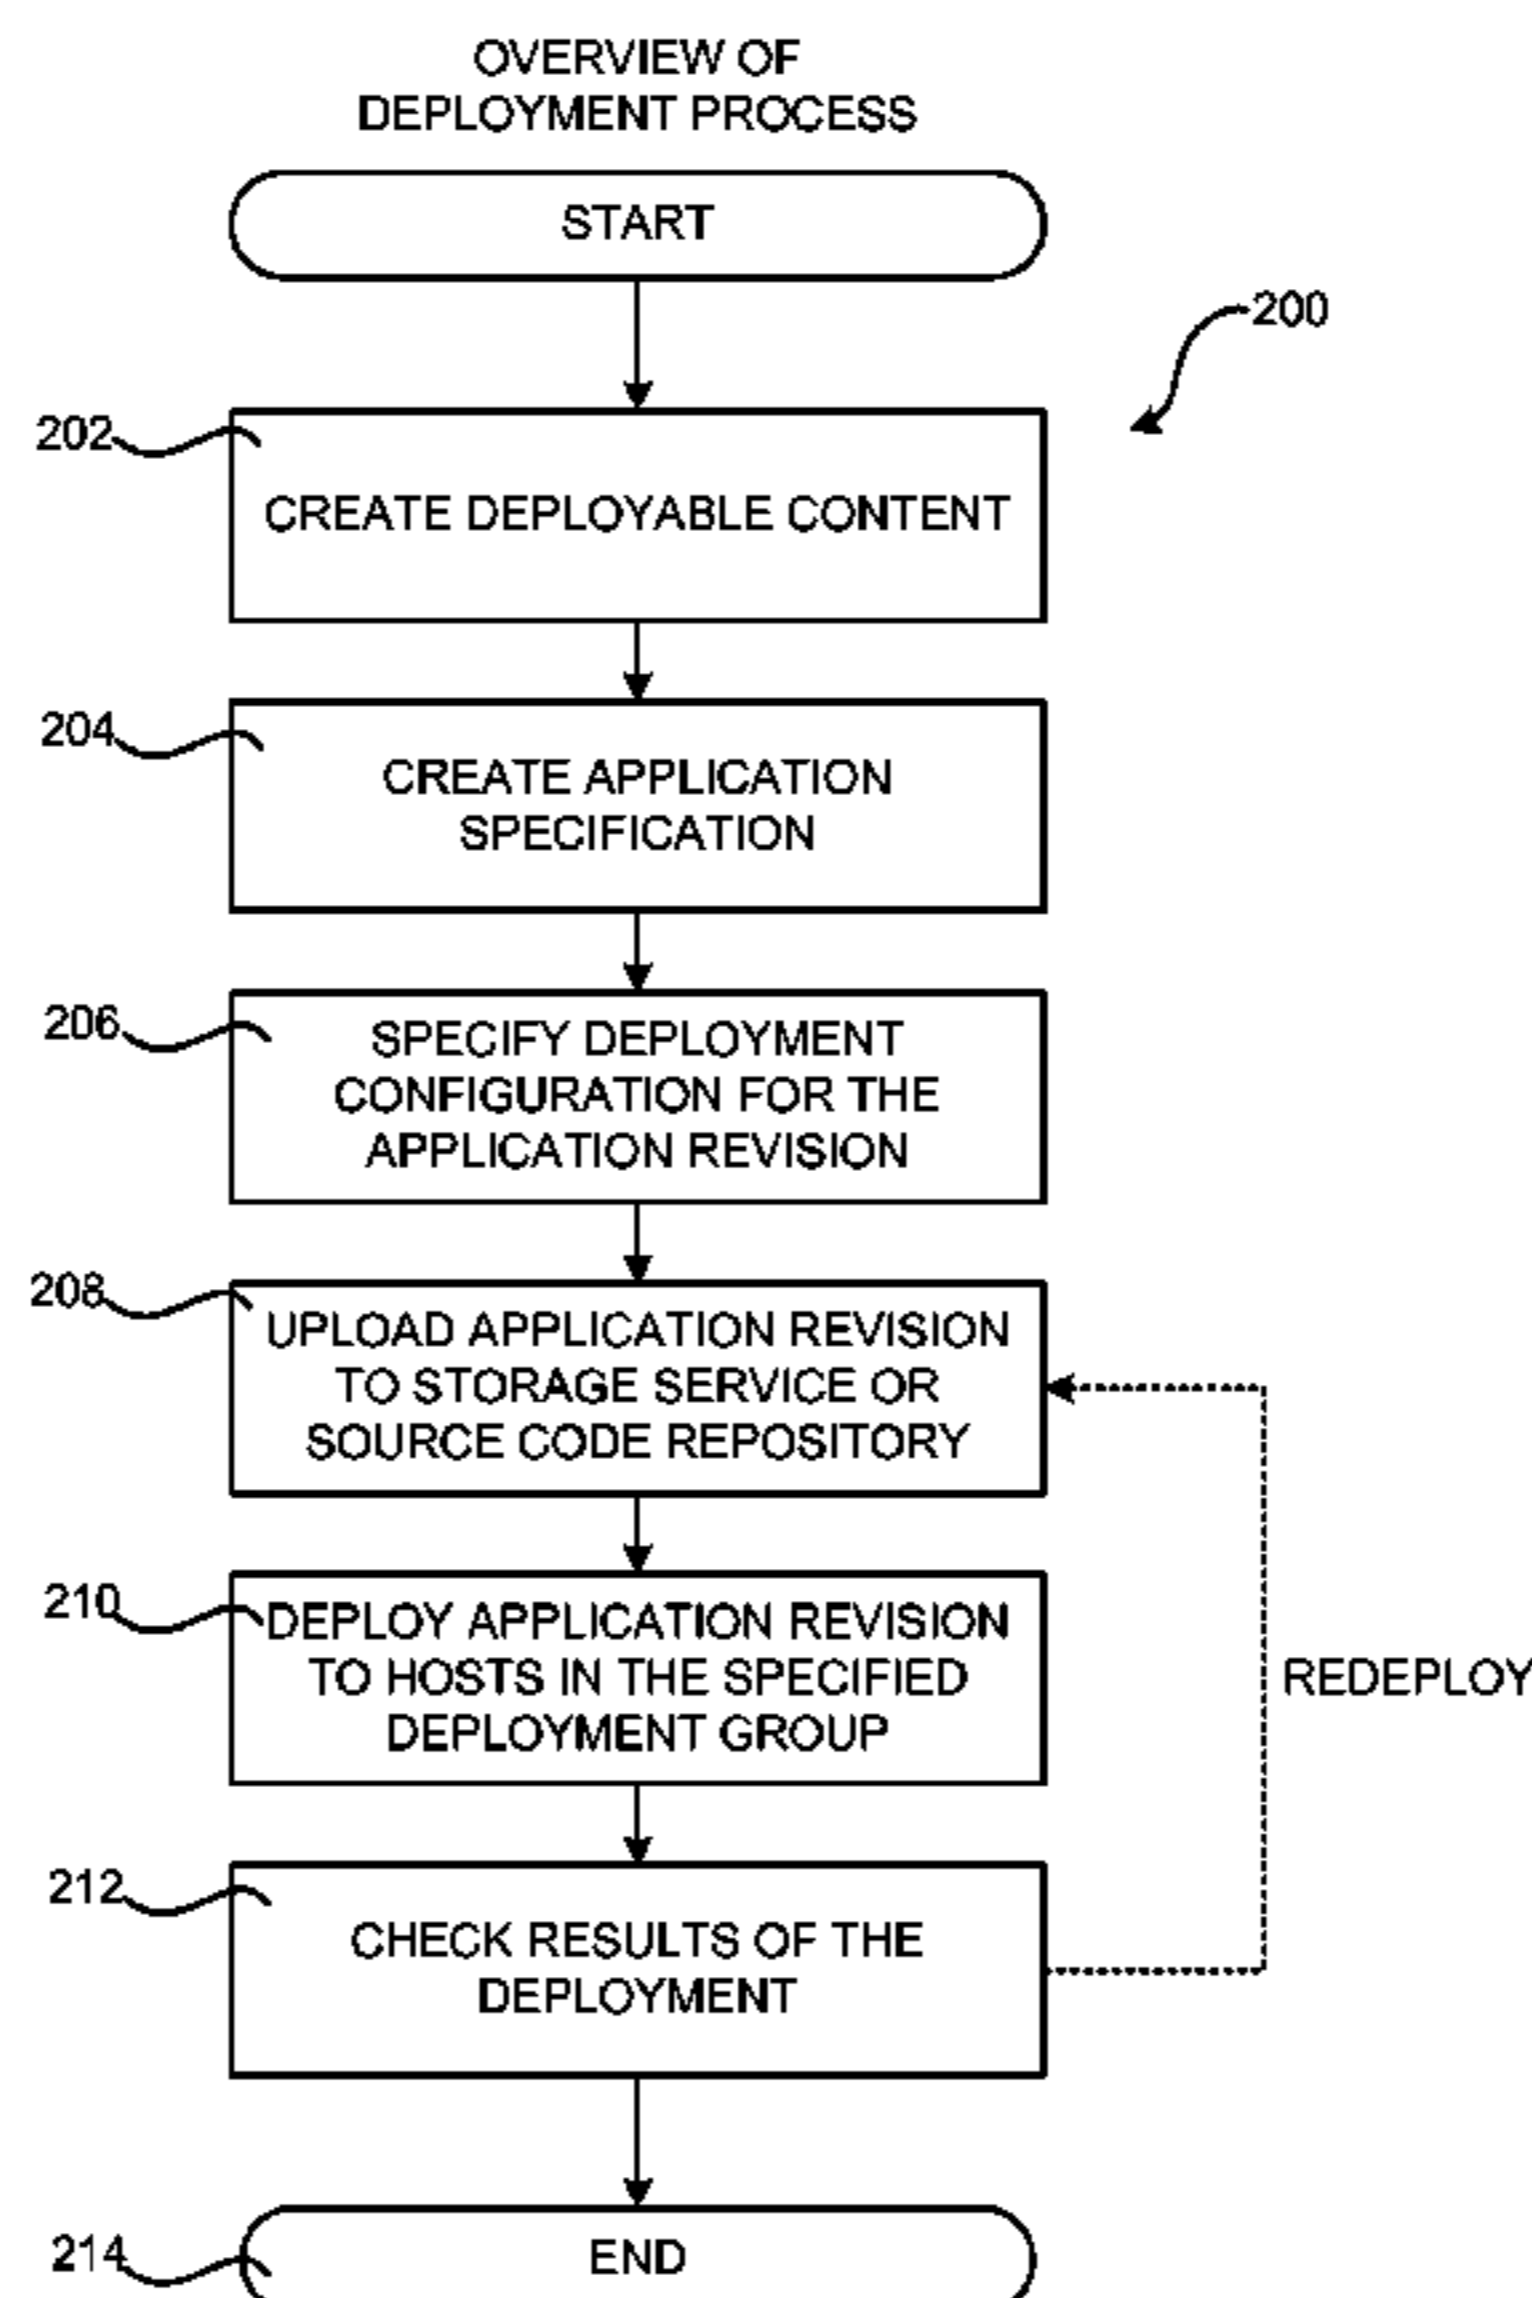 OVERVIEW OF
DEPLOYMENT PROCESS
START
200
202
CREATE DEPLOYABLE CONTENT
204
CREATE APPLICATION
SPECIFICATION
206
SPECIFY DEPLOYMENT
CONFIGURATION FOR THE
APPLICATION REVISION
208
UPLOAD APPLICATION REVISION
TO STORAGE SERVICE OR
SOURCE CODE REPOSITORY
210
DEPLOY APPLICATION REVISION
TO HOSTS IN THE SPECIFIED
DEPLOYMENT GROUP
REDEPLOY
212
CHECK RESULTS OF THE
DEPLOYMENT
214
END